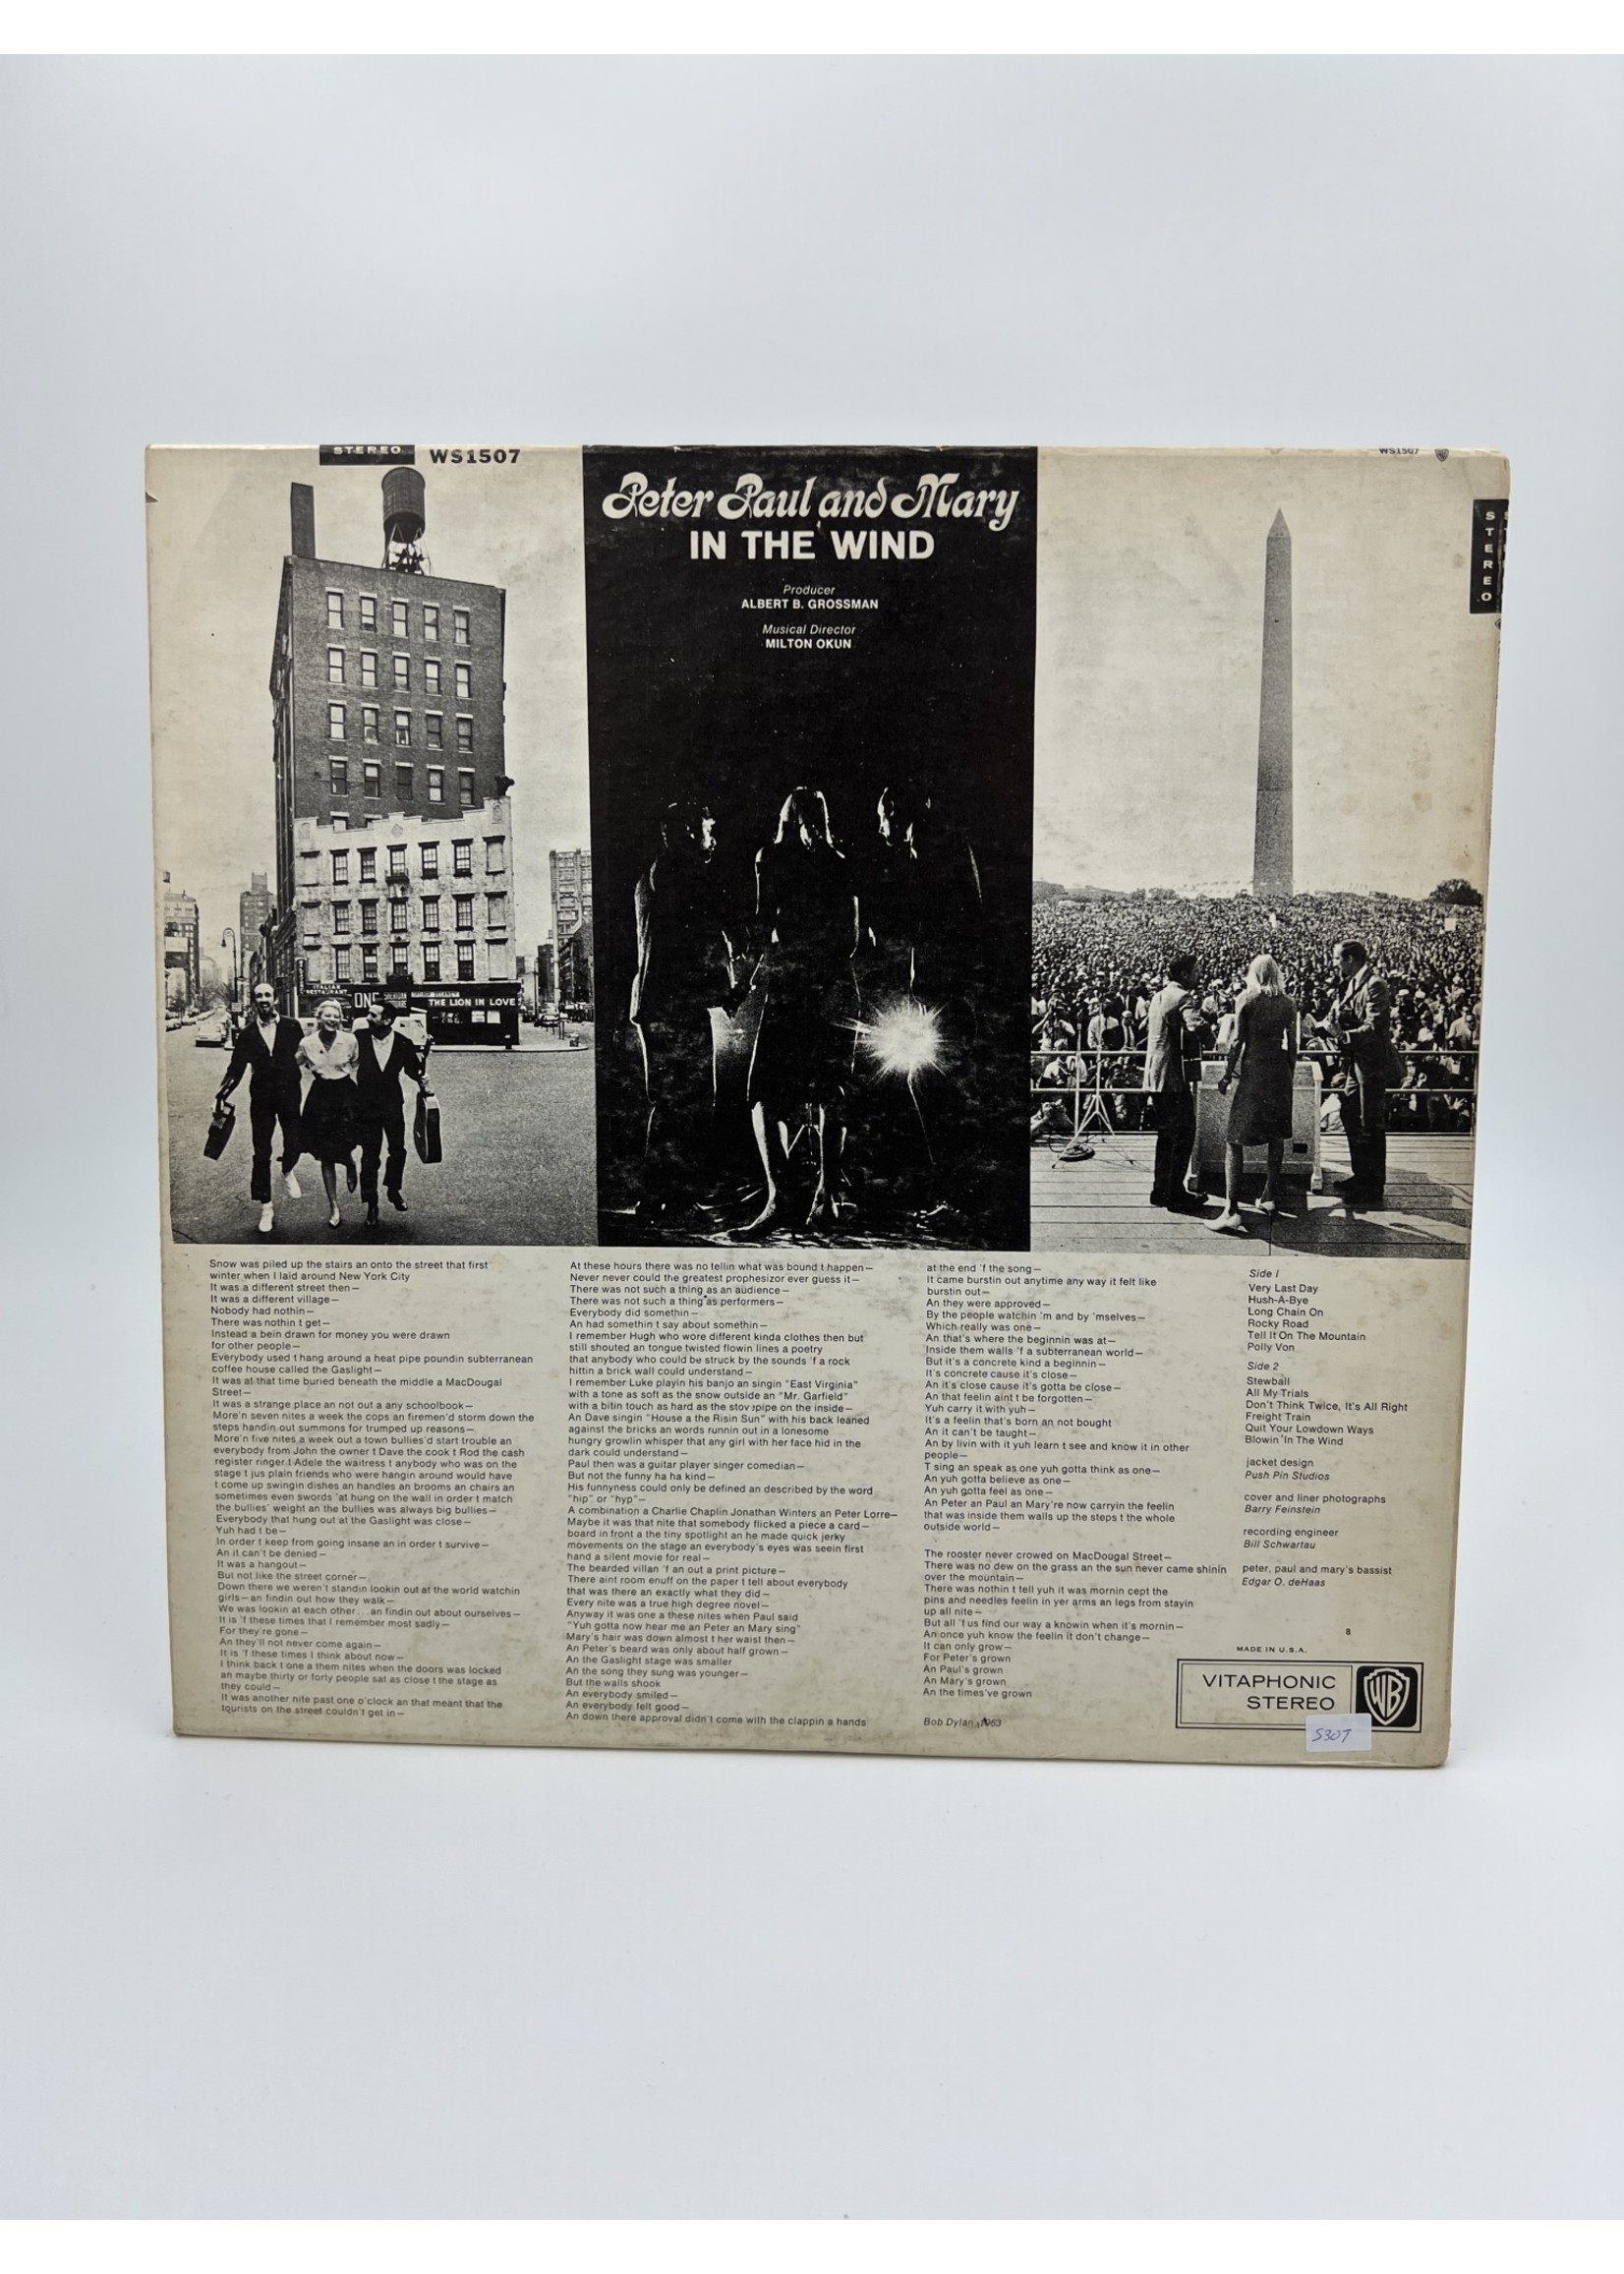 STEREO
WS1507
WS1507
Peter Paul and Mary
IN THE WIND
Producer
ALBERT B. GROSSMAN
Musical Director
MILTON OKUN
STEREO
ITALIAN
RESTAURANT
ONE
SHERIDAN
SQUARE
THE LION IN LOVE
Snow was piled up the stairs an onto the street that first
winter when I laid around New York City
It was a different street then—
It was a different village—
Nobody had nothin—
There was nothin t get—
Instead a bein drawn for money you were drawn
for other people—
Everybody used t hang around a heat pipe poundin subterranean
coffee house called the Gaslight—
It was at that time buried beneath the middle a MacDougal
Street—
It was a strange place an not out a any schoolbook—
More'n seven nites a week the cops an firemen'd storm down the
steps handin out summons for trumped up reasons—
More'n five nites a week out a town bullies'd start trouble an
everybody from John the owner t Dave the cook t Rod the cash
register ringer t Adele the waitress t anybody who was on the
stage t jus plain friends who were hangin around would have
t come up swingin dishes an handles an brooms an chairs an
sometimes even swords 'at hung on the wall in order t match
the bullies' weight an the bullies was always big bullies—
Everybody that hung out at the Gaslight was close—
Yuh had t be—
In order t keep from going insane an in order t survive—
An it can't be denied—
It was a hangout—
But not like the street corner—
Down there we weren't standin lookin out at the world watchin
girls—an findin out how they walk—
We was lookin at each other...an findin out about ourselves—
It is 'f these times that I remember most sadly—
For they're gone—
An they'll not never come again—
It is 'f these times I think about now—
I think back t one a them nites when the doors was locked
an maybe thirty or forty people sat as close t the stage as
they could—
It was another nite past one o'clock an that meant that the
tourists on the street couldn't get in—
At these hours there was no tellin what was bound t happen—
Never never could the greatest prophesizor ever guess it—
There was not such a thing as an audience—
There was not such a thing as performers—
Everybody did somethin—
An had somethin t say about somethin—
I remember Hugh who wore different kinda clothes then but
still shouted an tongue twisted flowin lines a poetry
that anybody who could be struck by the sounds 'f a rock
hittin a brick wall could understand—
I remember Luke playin his banjo an singin "East Virginia"
with a tone as soft as the snow outside an "Mr. Garfield"
with a bitin touch as hard as the stovepipe on the inside—
An Dave singin "House a the Risin Sun" with his back leaned
against the bricks an words runnin out in a lonesome
hungry growlin whisper that any girl with her face hid in the
dark could understand—
Paul then was a guitar player singer comedian—
But not the funny ha ha kind—
His funnyness could only be defined an described by the word
"hip" or "hyp"—
A combination a Charlie Chaplin Jonathan Winters an Peter Lorre—
Maybe it was that nite that somebody flicked a piece a card—
board in front a the tiny spotlight an he made quick jerky
movements on the stage an everybody's eyes was seein first
hand a silent movie for real—
The bearded villan 'f an out a print picture—
There aint room enuff on the paper t tell about everybody
that was there an exactly what they did—
Every nite was a true high degree novel—
Anyway it was one a these nites when Paul said
"Yuh gotta now hear me an Peter an Mary sing"
Mary's hair was down almost t her waist then—
An Peter's beard was only about half grown—
An the Gaslight stage was smaller
An the song they sung was younger—
But the walls shook
An everybody smiled—
An everybody felt good—
An down there approval didn't come with the clappin a hands
at the end 'f the song—
It came burstin out anytime any way it felt like
burstin out—
An they were approved—
By the people watchin 'm and by 'mselves—
Which really was one—
An that's where the beginnin was at—
Inside them walls 'f a subterranean world—
But it's a concrete kind a beginnin—
It's concrete cause it's close—
An it's close cause it's gotta be close—
An that feelin aint t be forgotten—
Yuh carry it with yuh—
It's a feelin that's born an not bought
An it can't be taught—
An by livin with it yuh learn t see and know it in other
people—
T sing an speak as one yuh gotta think as one—
An yuh gotta believe as one—
An yuh gotta feel as one—
An Peter an Paul an Mary're now carryin the feelin
that was inside them walls up the steps t the whole
outside world—
The rooster never crowed on MacDougal Street—
There was no dew on the grass an the sun never came shinin
over the mountain—
There was nothin t tell yuh it was mornin cept the
pins and needles feelin in yer arms an legs from stayin
up all nite—
But all 'f us find our way a knowin when it's mornin—
An once yuh know the feelin it don't change—
It can only grow—
For Peter's grown
An Paul's grown
An Mary's grown
An the times've grown
Bob Dylan, 1963
Side 1
Very Last Day
Hush-A-Bye
Long Chain On
Rocky Road
Tell It On The Mountain
Polly Von
Side 2
Stewball
All My Trials
Don't Think Twice, It's All Right
Freight Train
Quit Your Lowdown Ways
Blowin' In The Wind
jacket design
Push Pin Studios
cover and liner photographs
Barry Feinstein
recording engineer
Bill Schwartau
peter, paul and mary's bassist
Edgar O. deHaas
8
MADE IN U.S.A.
VITAPHONIC
STEREO
WB
5307